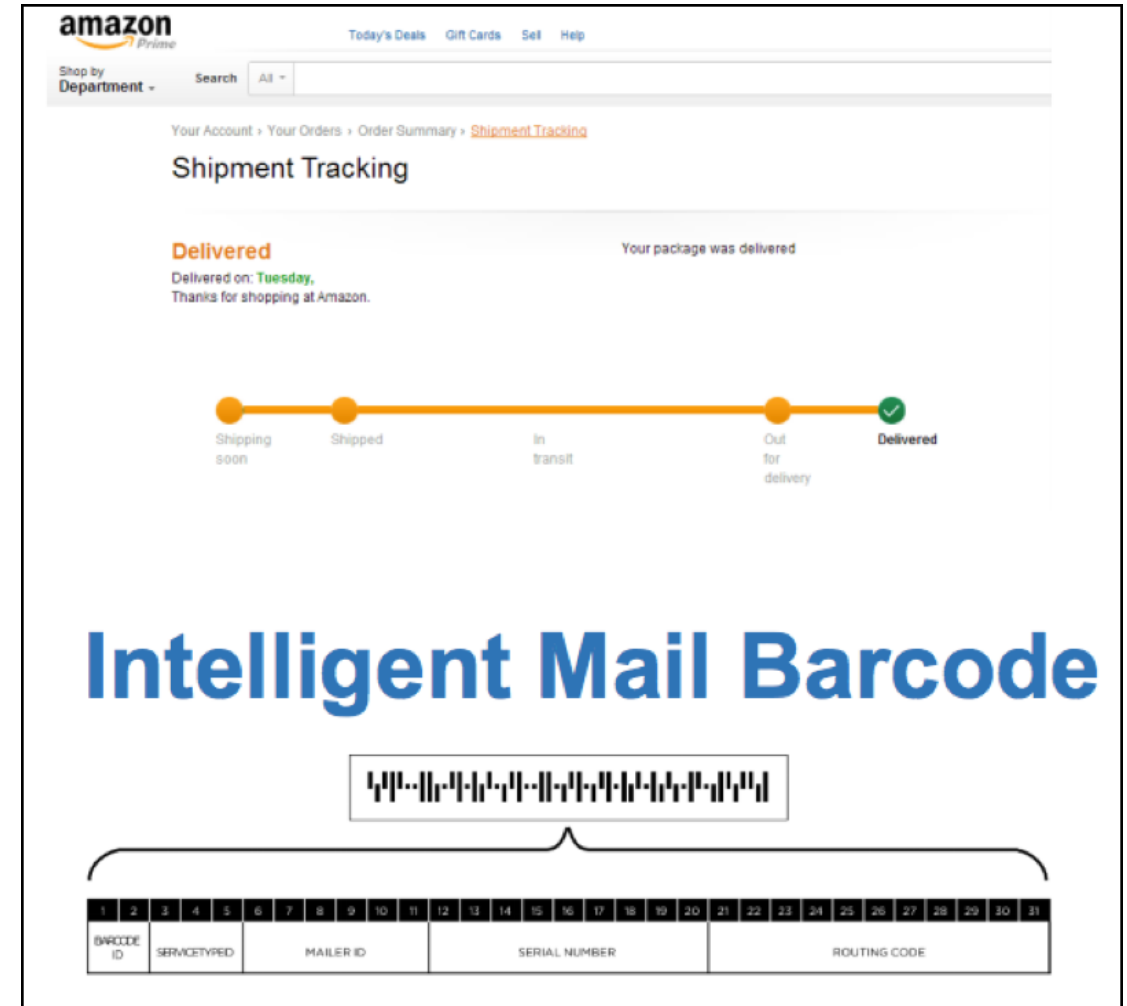 amazon
Prime
Today's Deals Gift Cards Sell Help
Shop by
Department
Search All
Your Account › Your Orders › Order Summary › Shipment Tracking
Shipment Tracking
Delivered
Your package was delivered
Delivered on: Tuesday,
Thanks for shopping at Amazon.
Shipping soon
Shipped
In transit
Out for delivery
Delivered
Intelligent Mail Barcode
1 2 3 4 5 6 7 8 9 10 11 12 13 14 15 16 17 18 19 20 21 22 23 24 25 26 27 28 29 30 31
BARCODE ID
SERVICETYPED
MAILER ID
SERIAL NUMBER
ROUTING CODE